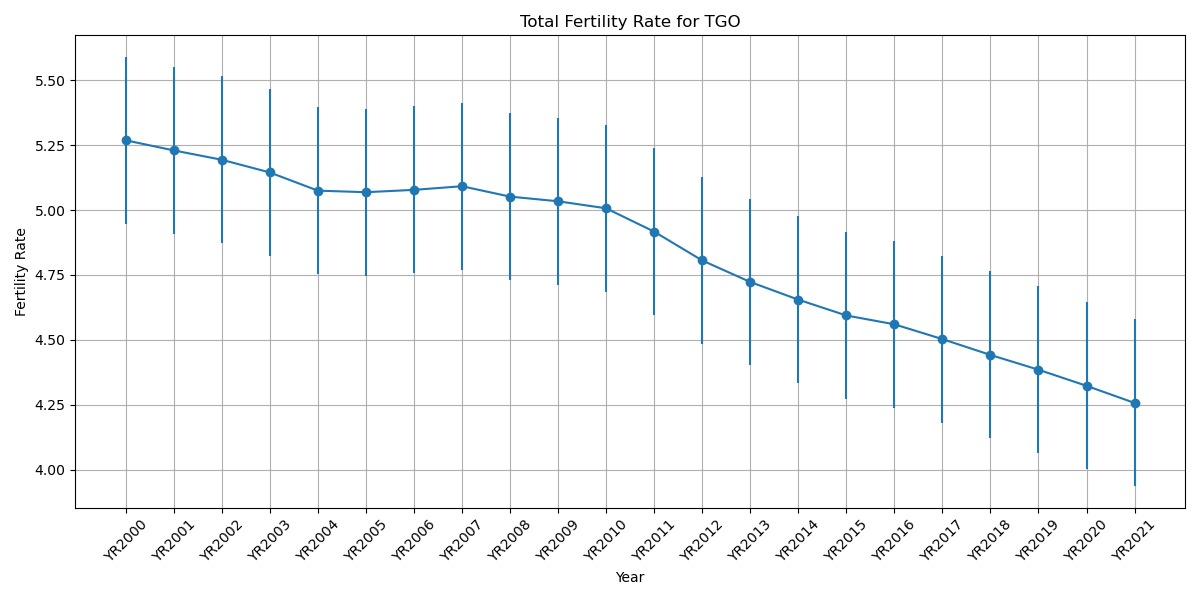 Total Fertility Rate for TGO
Fertility Rate
5.50
5.25
5.00
4.75
4.50
4.25
4.00
YR2000
YR2001
YR2002
YR2003
YR2004
YR2005
YR2006
YR2007
YR2008
YR2009
YR2010
YR2011
YR2012
YR2013
YR2014
YR2015
YR2016
YR2017
YR2018
YR2019
YR2020
YR2021
Year